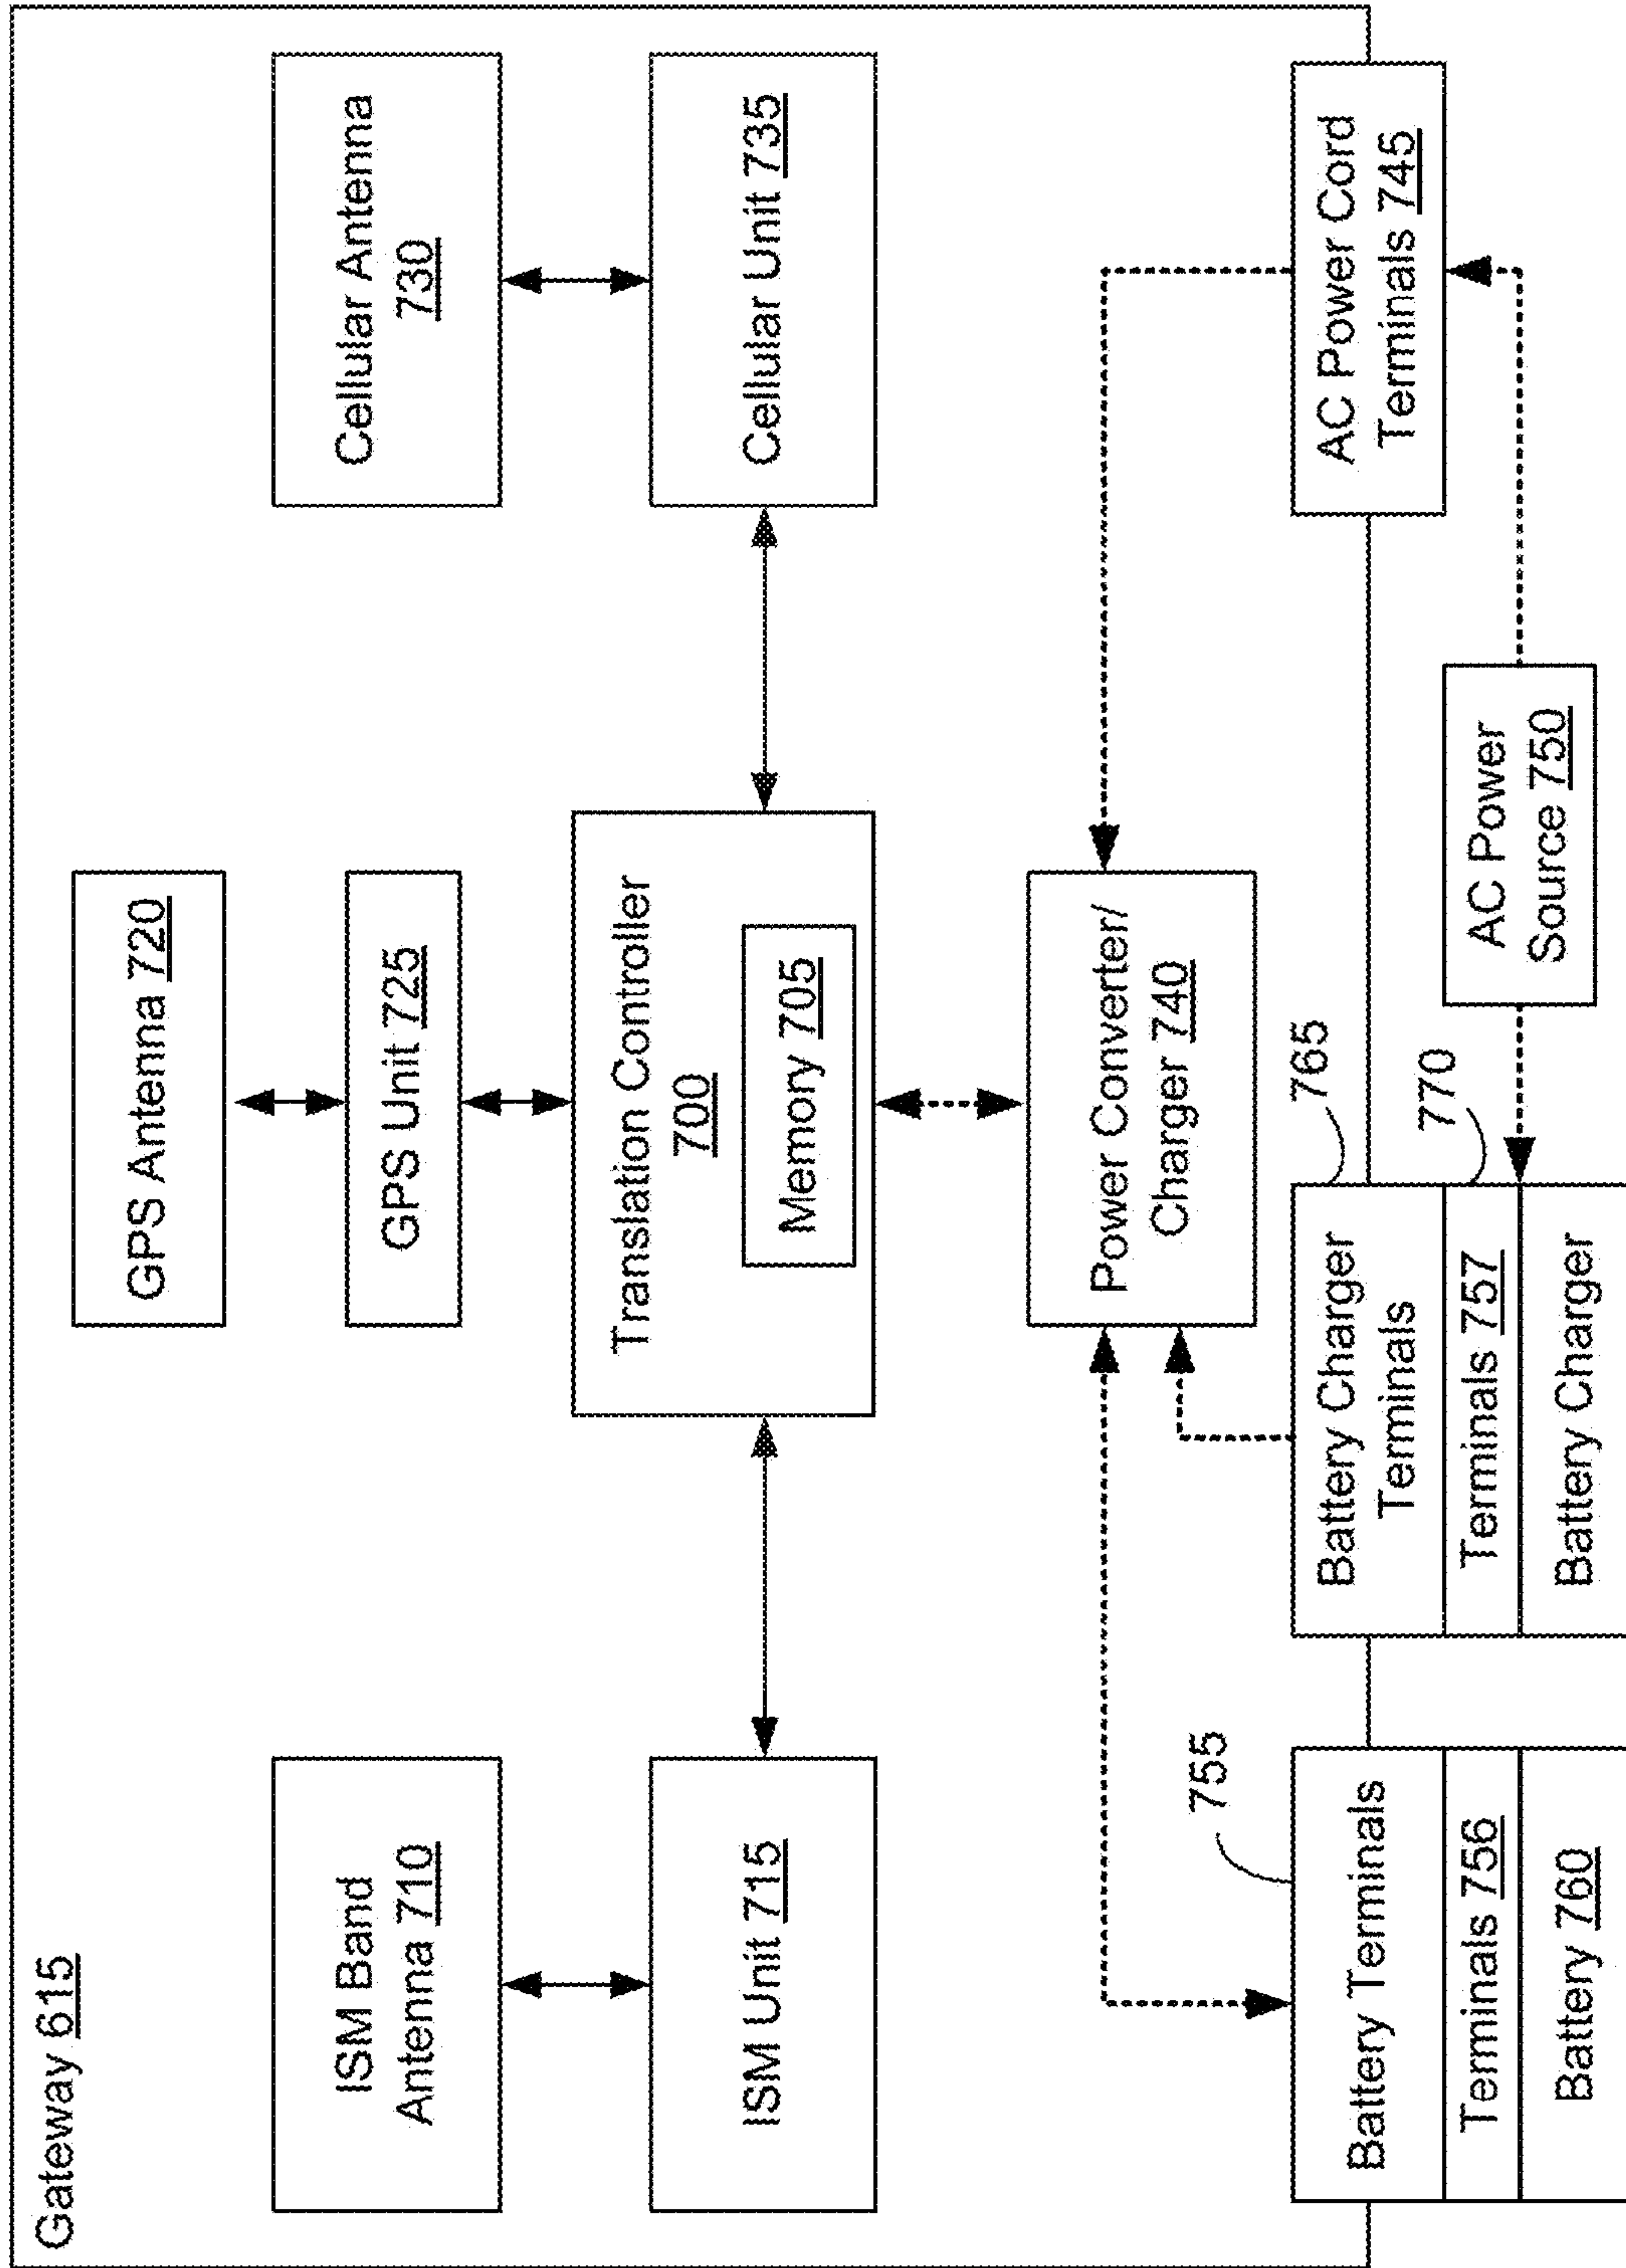 Gateway 615
GPS Antenna 720
ISM Band
Antenna 710
Cellular Antenna
730
GPS Unit 725
Translation Controller
700
Memory 705
ISM Unit 715
Cellular Unit 735
Power Converter/
Charger 740
755
765
Battery Terminals
Terminals 756
Battery 760
Battery Charger
Terminals
Terminals 757
Battery Charger
770
AC Power Cord
Terminals 745
AC Power
Source 750